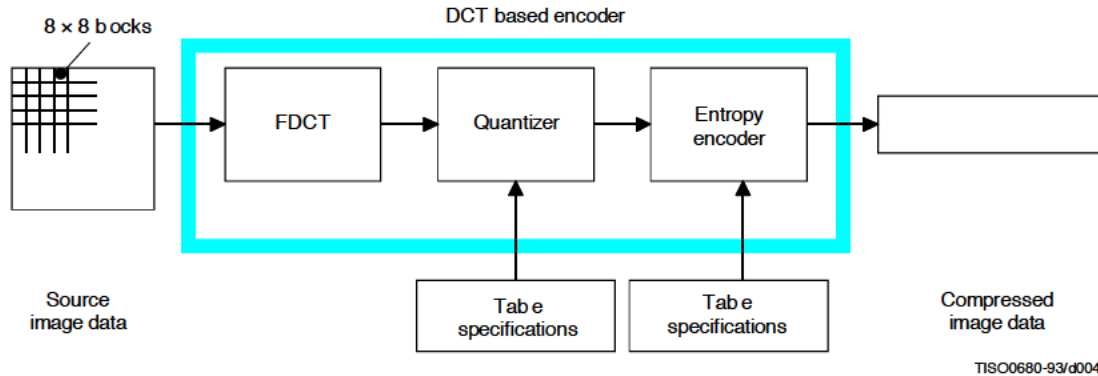 DCT based encoder
8 × 8 b ocks
FDCT
Quantizer
Entropy
encoder
Tab e
specifications
Tab e
specifications
Source
image data
Compressed
image data
TISO0680-93/d004